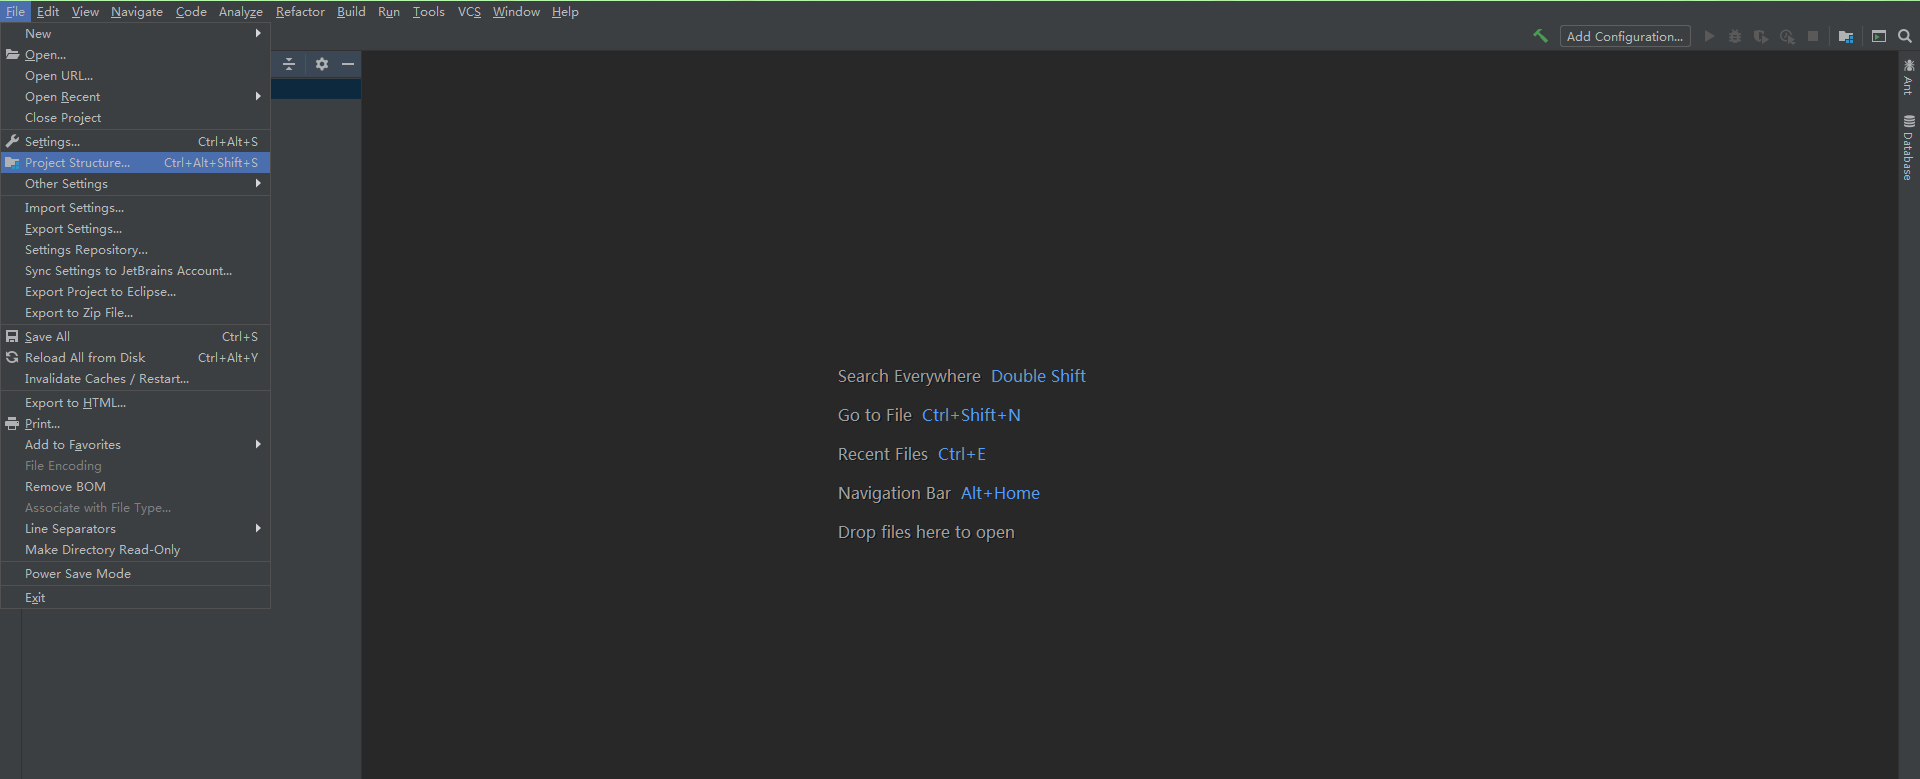 File Edit View Navigate Code Analyze Refactor Build Run Tools VCS Window Help
Add Configuration...
New
Open...
Open URL...
Open Recent
Close Project
Settings... Ctrl+Alt+S
Project Structure... Ctrl+Alt+Shift+S
Other Settings
Import Settings...
Export Settings...
Settings Repository...
Sync Settings to JetBrains Account...
Export Project to Eclipse...
Export to Zip File...
Save All Ctrl+S
Reload All from Disk Ctrl+Alt+Y
Invalidate Caches / Restart...
Export to HTML...
Print...
Add to Favorites
File Encoding
Remove BOM
Associate with File Type...
Line Separators
Make Directory Read-Only
Power Save Mode
Exit
Search Everywhere Double Shift
Go to File Ctrl+Shift+N
Recent Files Ctrl+E
Navigation Bar Alt+Home
Drop files here to open
Ant
Database